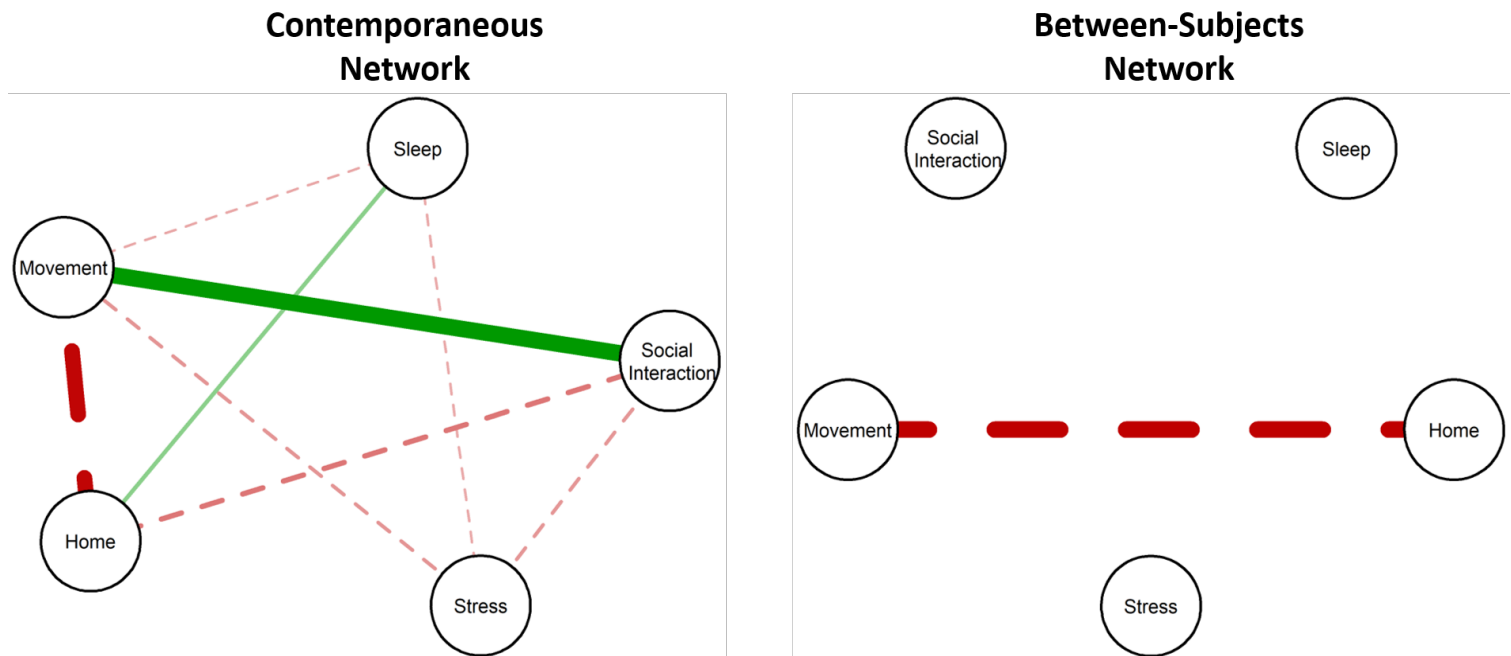 Contemporaneous
Network
Sleep
Movement
Social
Interaction
Home
Stress
Between-Subjects
Network
Social
Interaction
Sleep
Movement
Home
Stress